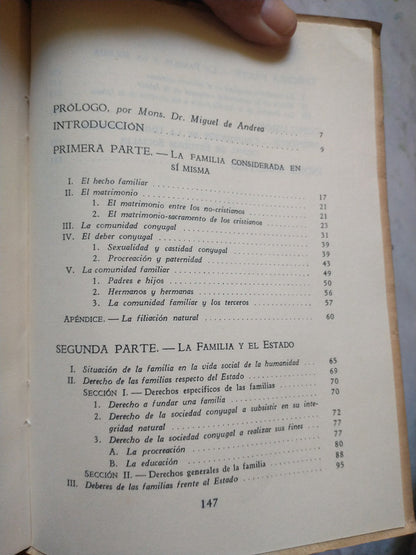 PRÓLOGO, por Mons. Dr. Miguel de Andrea ...... 7
INTRODUCCIÓN ...... 9
PRIMERA PARTE. — LA FAMILIA CONSIDERADA EN
SÍ MISMA
I. El hecho familiar ...... 17
II. El matrimonio ...... 21
1. El matrimonio entre los no-cristianos ...... 21
2. El matrimonio-sacramento de los cristianos ...... 23
III. La comunidad conyugal ...... 31
IV. El deber conyugal ...... 39
1. Sexualidad y castidad conyugal ...... 39
2. Procreación y paternidad ...... 43
V. La comunidad familiar ...... 49
1. Padres e hijos ...... 50
2. Hermanos y hermanas ...... 56
3. La comunidad familiar y los terceros ...... 57
APÉNDICE. — La filiación natural ...... 60
SEGUNDA PARTE. — LA FAMILIA Y EL ESTADO
I. Situación de la familia en la vida social de la humanidad ... 65
II. Derecho de las familias respecto del Estado ...... 69
SECCIÓN I. — Derechos específicos de las familias ...... 70
1. Derecho a fundar una familia ...... 70
2. Derecho de la sociedad conyugal a subsistir en su inte-
gridad natural ...... 72
3. Derecho de la sociedad conyugal a realizar sus fines ... 77
A. La procreación ...... 77
B. La educación ...... 80
SECCIÓN II. — Derechos generales de la familia ...... 88
III. Deberes de las familias frente al Estado ...... 95
147